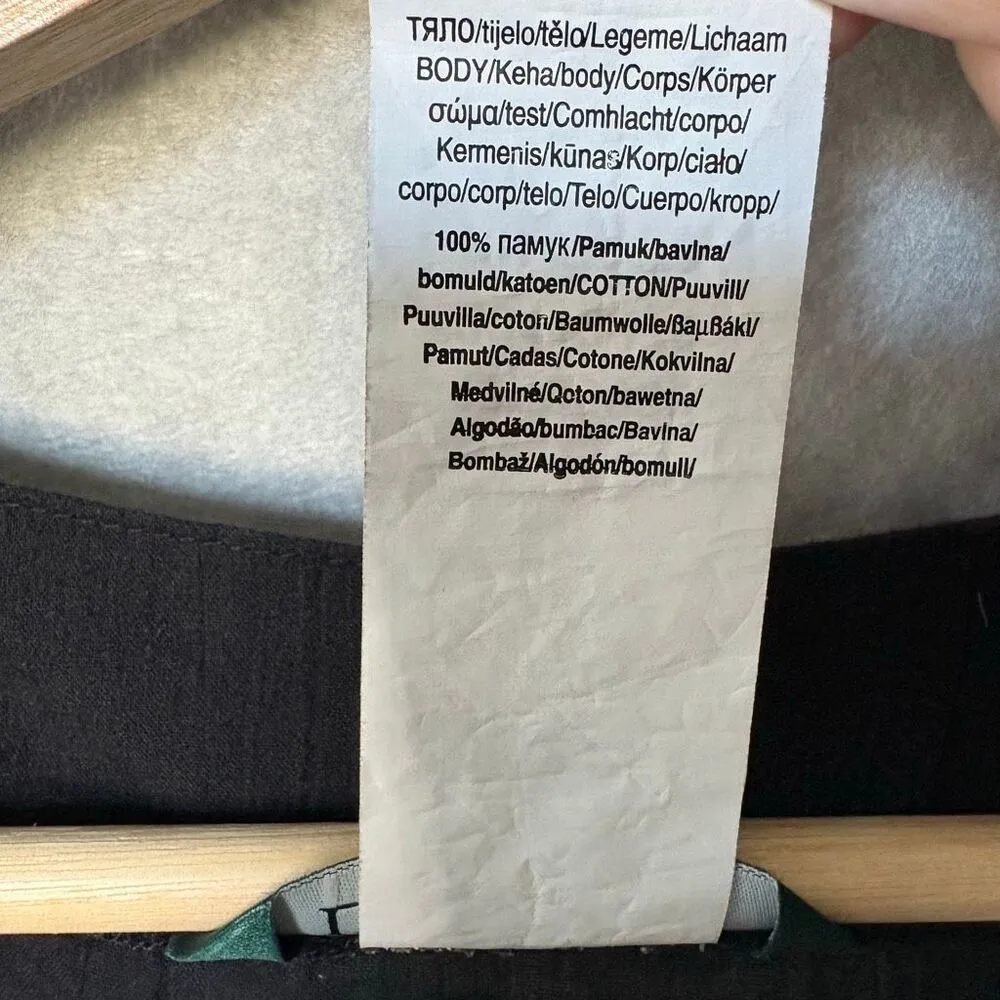 ТЯЛО/tijelo/tělo/Legeme/Lichaam
BODY/Keha/body/Corps/Körper
σώμα/test/Comhlacht/corpo/
Kermenis/kūnas/Korp/ciało/
corpo/corp/telo/Telo/Cuerpo/kropp/
100% памук/Pamuk/bavlna/
bomuld/katoen/COTTON/Puuvill/
Puuvilla/coton/Baumwolle/βαμβάκι/
Pamut/Cadas/Cotone/Kokvilna/
Medvilné/Qoton/bawetna/
Algodão/bumbac/Bavlna/
Bombaž/Algodón/bomull/